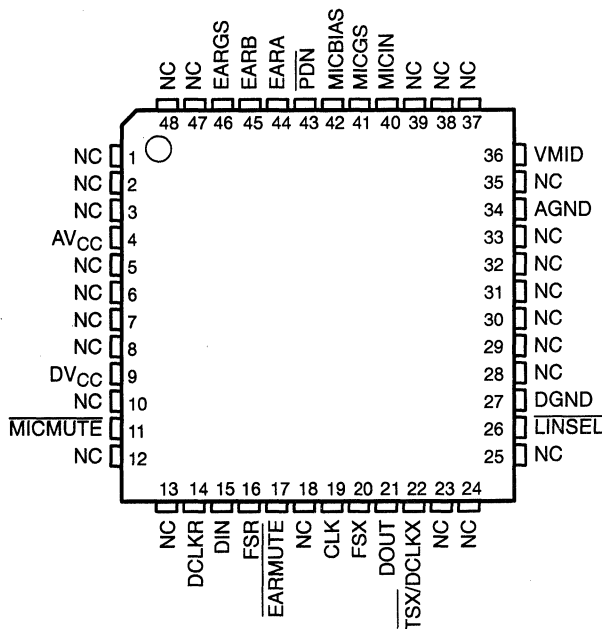 NC
NC
EARGS
EARB
EARA
PDN
MICBIAS
MICGS
MICIN
NC
NC
NC
48 47 46 45 44 43 42 41 40 39 38 37
NC 1
NC 2
NC 3
AVCC 4
NC 5
NC 6
NC 7
NC 8
DVCC 9
NC 10
MICMUTE 11
NC 12
36 VMID
35 NC
34 AGND
33 NC
32 NC
31 NC
30 NC
29 NC
28 NC
27 DGND
26 LINSEL
25 NC
13 14 15 16 17 18 19 20 21 22 23 24
NC
DCLKR
DIN
FSR
EARMUTE
NC
CLK
FSX
DOUT
TSX/DCLKX
NC
NC